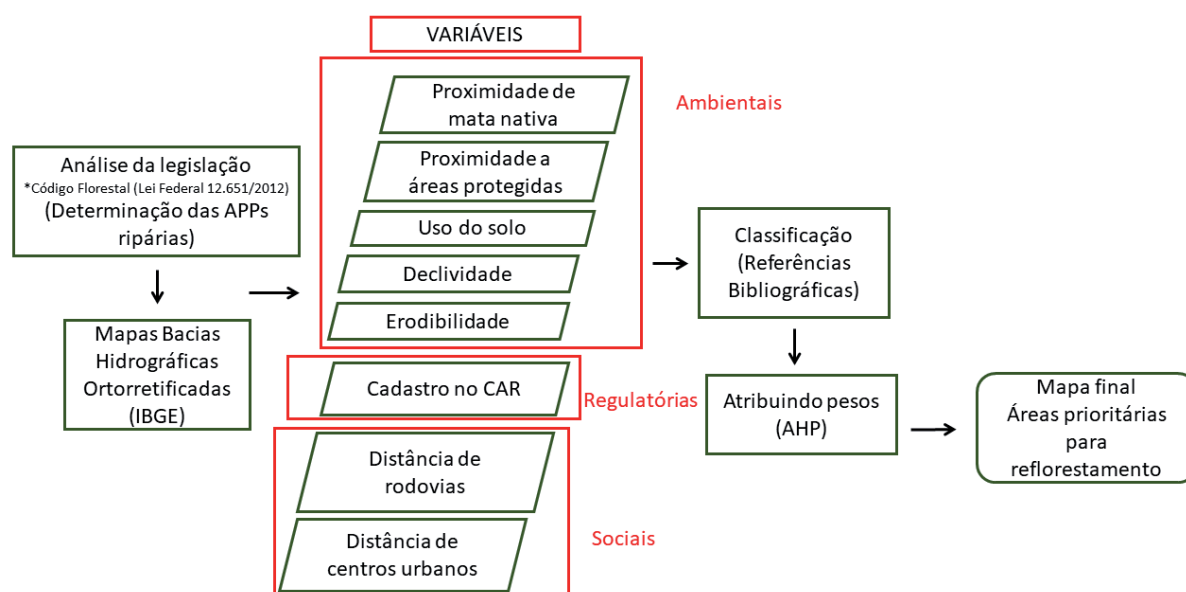 VARIÁVEIS
Análise da legislação
*Código Florestal (Lei Federal 12.651/2012)
(Determinação das APPs
ripárias)
Mapas Bacias
Hidrográficas
Ortorretificadas
(IBGE)
Proximidade de
mata nativa
Proximidade a
áreas protegidas
Uso do solo
Declividade
Erodibilidade
Ambientais
Cadastro no CAR
Regulatórias
Distância de
rodovias
Distância de
centros urbanos
Sociais
Classificação
(Referências
Bibliográficas)
Atribuindo pesos
(AHP)
Mapa final
Áreas prioritárias
para
reflorestamento